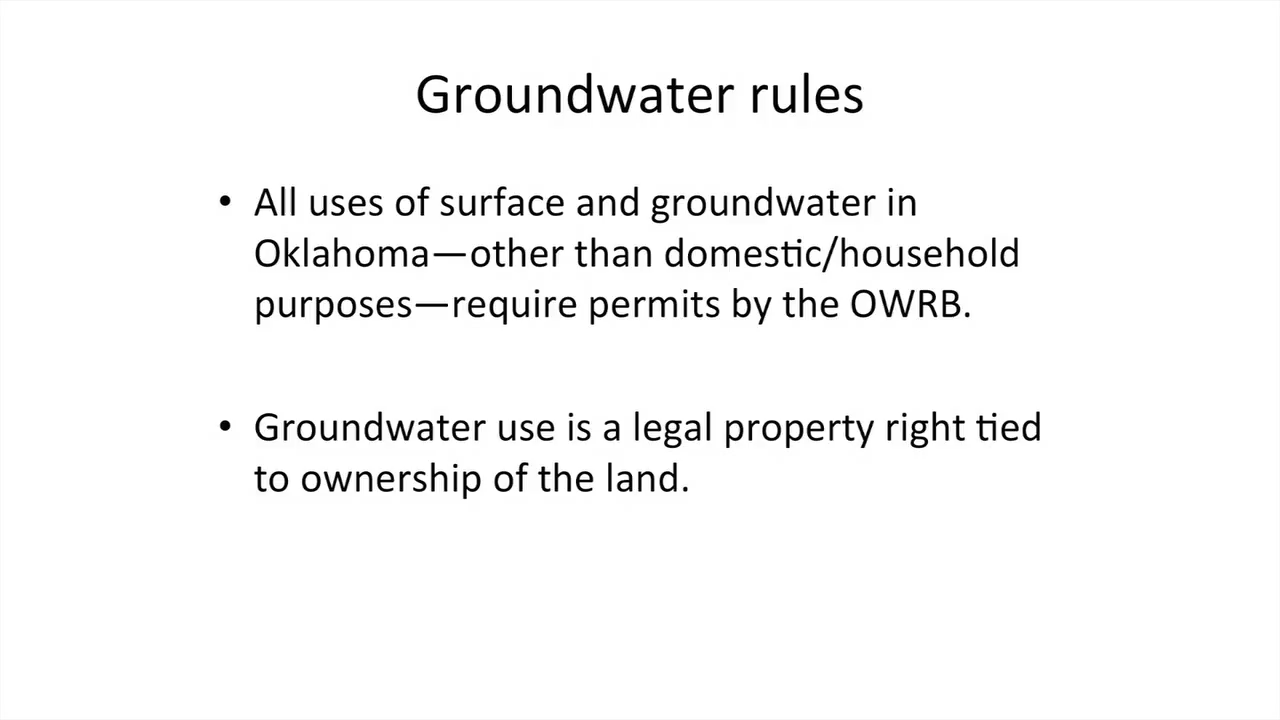 Groundwater rules
• All uses of surface and groundwater in
Oklahoma—other than domestic/household
purposes—require permits by the OWRB.
• Groundwater use is a legal property right tied
to ownership of the land.